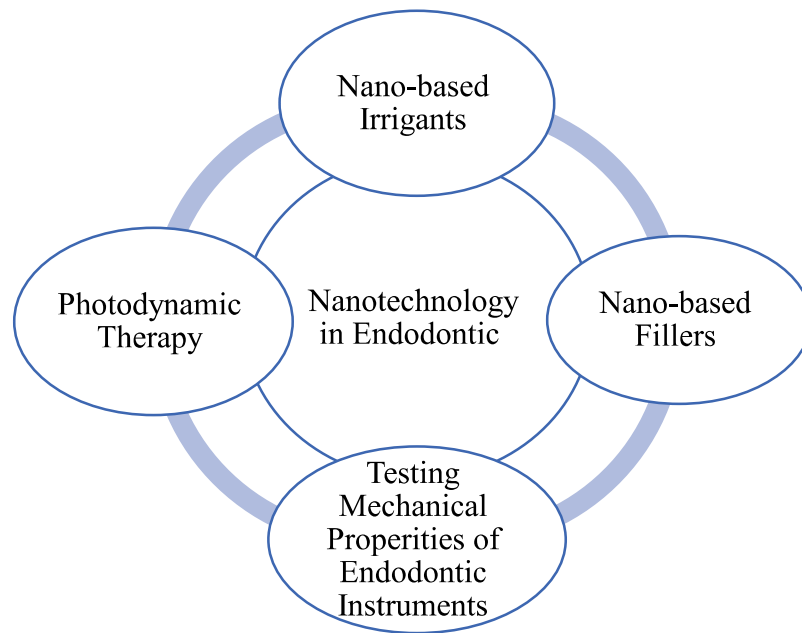 Nano-based
Irrigants
Photodynamic
Therapy
Nanotechnology
in Endodontic
Nano-based
Fillers
Testing
Mechanical
Properities of
Endodontic
Instruments